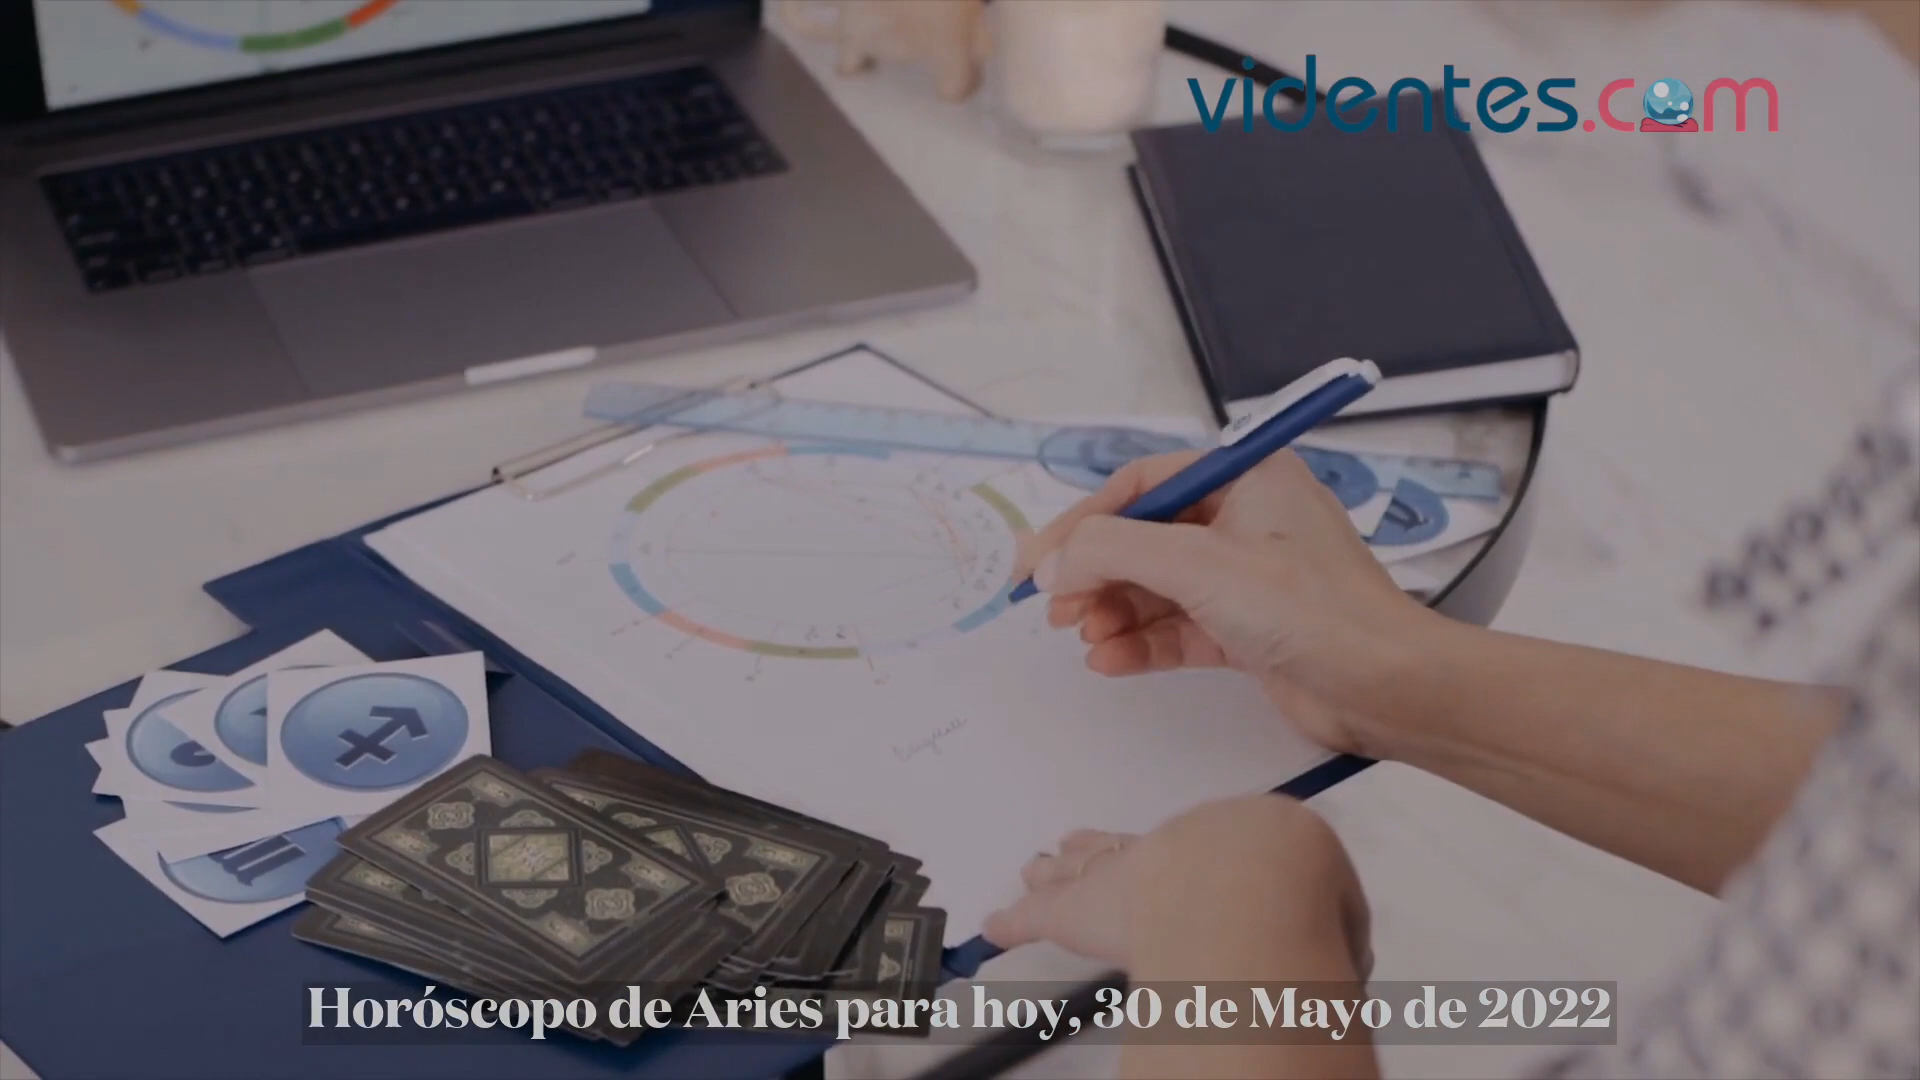 videntes.com
Horóscopo de Aries para hoy, 30 de Mayo de 2022